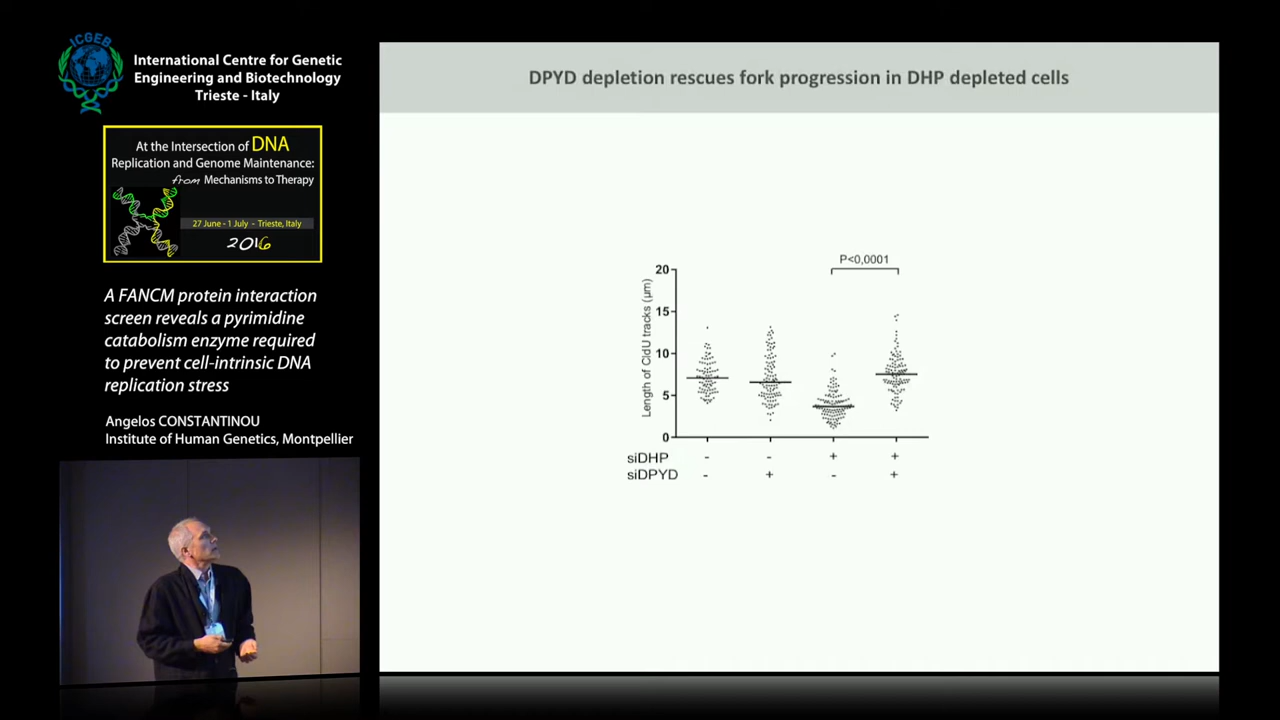 ICGEB
International Centre for Genetic
Engineering and Biotechnology
Trieste - Italy
At the Intersection of DNA
Replication and Genome Maintenance:
from Mechanisms to Therapy
27 June - 1 July - Trieste, Italy
2016
A FANCM protein interaction
screen reveals a pyrimidine
catabolism enzyme required
to prevent cell-intrinsic DNA
replication stress
Angelos CONSTANTINOU
Institute of Human Genetics, Montpellier
DPYD depletion rescues fork progression in DHP depleted cells
P<0,0001
Length of CldU tracks (µm)
20
15
10
5
0
siDHP - - + +
siDPYD - + - +